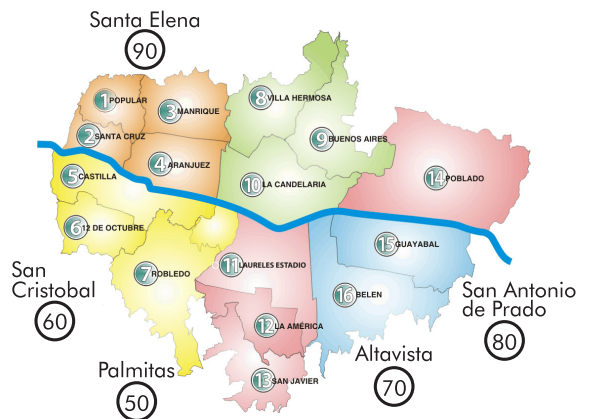 Santa Elena
90
1 POPULAR
3 MANRIQUE
8 VILLA HERMOSA
2 SANTA CRUZ
9 BUENOS AIRES
4 ARANJUEZ
5 CASTILLA
10 LA CANDELARIA
14 POBLADO
6 12 DE OCTUBRE
15 GUAYABAL
7 ROBLEDO
11 LAURELES ESTADIO
16 BELEN
12 LA AMÉRICA
13 SAN JAVIER
San
Cristobal
60
Palmitas
50
Altavista
70
San Antonio
de Prado
80